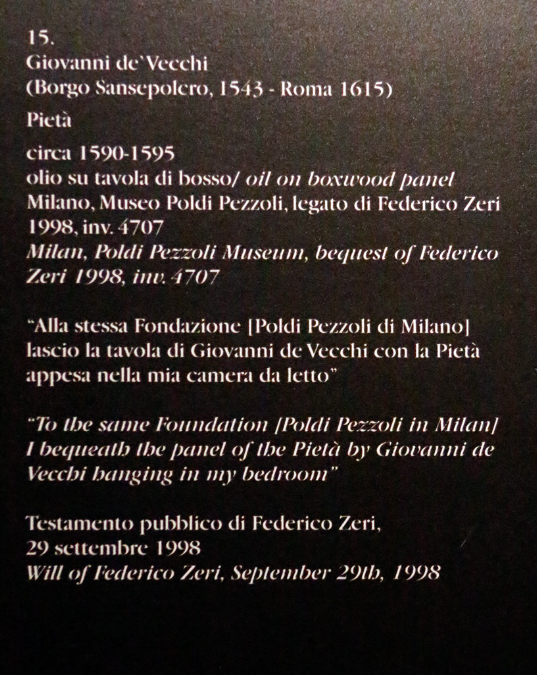 15.
Giovanni de' Vecchi
(Borgo Sansepolcro, 1543 - Roma 1615)
Pietà
circa 1590-1595
olio su tavola di bosso/ oil on boxwood panel
Milano, Museo Poldi Pezzoli, legato di Federico Zeri
1998, inv. 4707
Milan, Poldi Pezzoli Museum, bequest of Federico
Zeri 1998, inv. 4707
“Alla stessa Fondazione [Poldi Pezzoli di Milano]
lascio la tavola di Giovanni de Vecchi con la Pietà
appesa nella mia camera da letto”
“To the same Foundation [Poldi Pezzoli in Milan]
I bequeath the panel of the Pietà by Giovanni de
Vecchi hanging in my bedroom”
Testamento pubblico di Federico Zeri,
29 settembre 1998
Will of Federico Zeri, September 29th, 1998